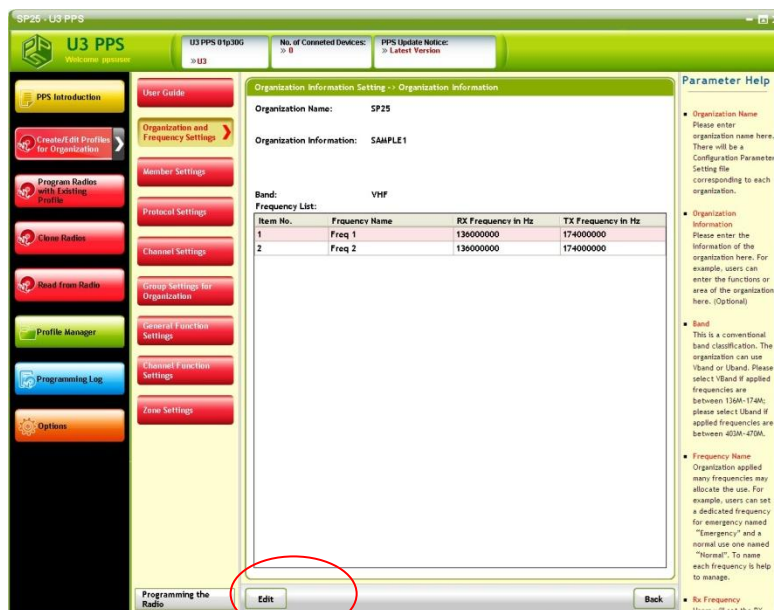 SP25 - U3 PPS
U3 PPS
Welcome ppsuser
U3 PPS 01p30G
»U3
No. of Conneted Devices:
» 0
PPS Update Notice:
» Latest Version
PPS Introduction
Create/Edit Profiles
for Organization
Program Radios
with Existing
Profile
Clone Radios
Read from Radio
Profile Manager
Programming Log
Options
User Guide
Organization and
Frequency Settings
Member Settings
Protocol Settings
Channel Settings
Group Settings for
Organization
General Function
Settings
Channel Function
Settings
Zone Settings
Programming the
Radio
Organization Information Setting -> Organization Information
Organization Name: SP25
Organization Information: SAMPLE1
Band: VHF
Frequency List:
Item No. Frquency Name RX Frequency in Hz TX Frequency in Hz
1 Freq 1 136000000 174000000
2 Freq 2 136000000 174000000
Edit
Back
Parameter Help
Organization Name
Please enter
organization name here.
There will be a
Configuration Parameter
Setting file
corresponding to each
organization.
Organization
Information
Please enter the
information of the
organization here. For
example, users can
enter the functions or
area of the organization
here. (Optional)
Band
This is a conventional
band classification. The
organization can use
Vband or Uband. Please
select VBand if applied
frequencies are
between 136M-174M;
please select Uband if
applied frequencies are
between 403M-470M.
Frequency Name
Organization applied
many frequencies may
allocate the use. For
example, users can set
a dedicated frequency
for emergency named
"Emergency" and a
normal use one named
"Normal". To name
each frequency is help
to manage.
Rx Frequency